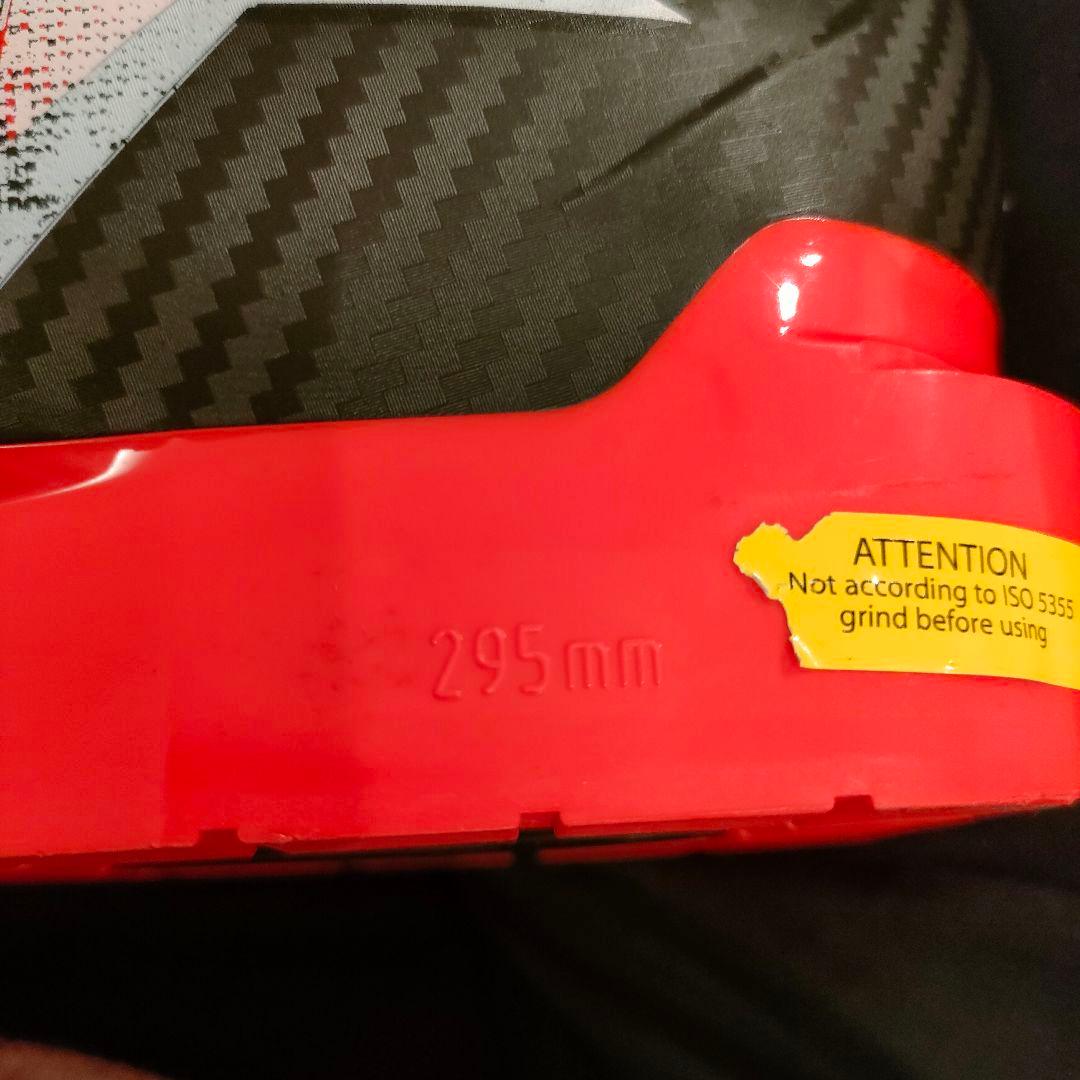 ATTENTION
Not according to ISO 5355
grind before using
295mm